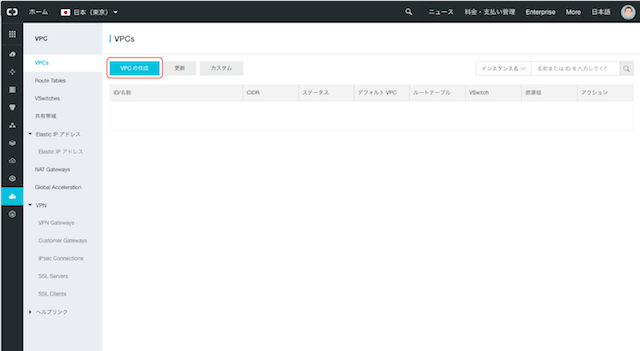 ホーム
日本（東京）
ニュース
料金・支払い管理
Enterprise
More
日本語
VPC
VPCs
Route Tables
VSwitches
共有帯域
Elastic IP アドレス
Elastic IP アドレス
NAT Gateways
Global Acceleration
VPN
VPN Gateways
Customer Gateways
IPsec Connections
SSL Servers
SSL Clients
ヘルプリンク
VPCs
VPC の作成
更新
カスタム
インスタンス名
名前または ID を入力してくだ
ID/名前
CIDR
ステータス
デフォルト VPC
ルートテーブル
VSwitch
资源组
アクション